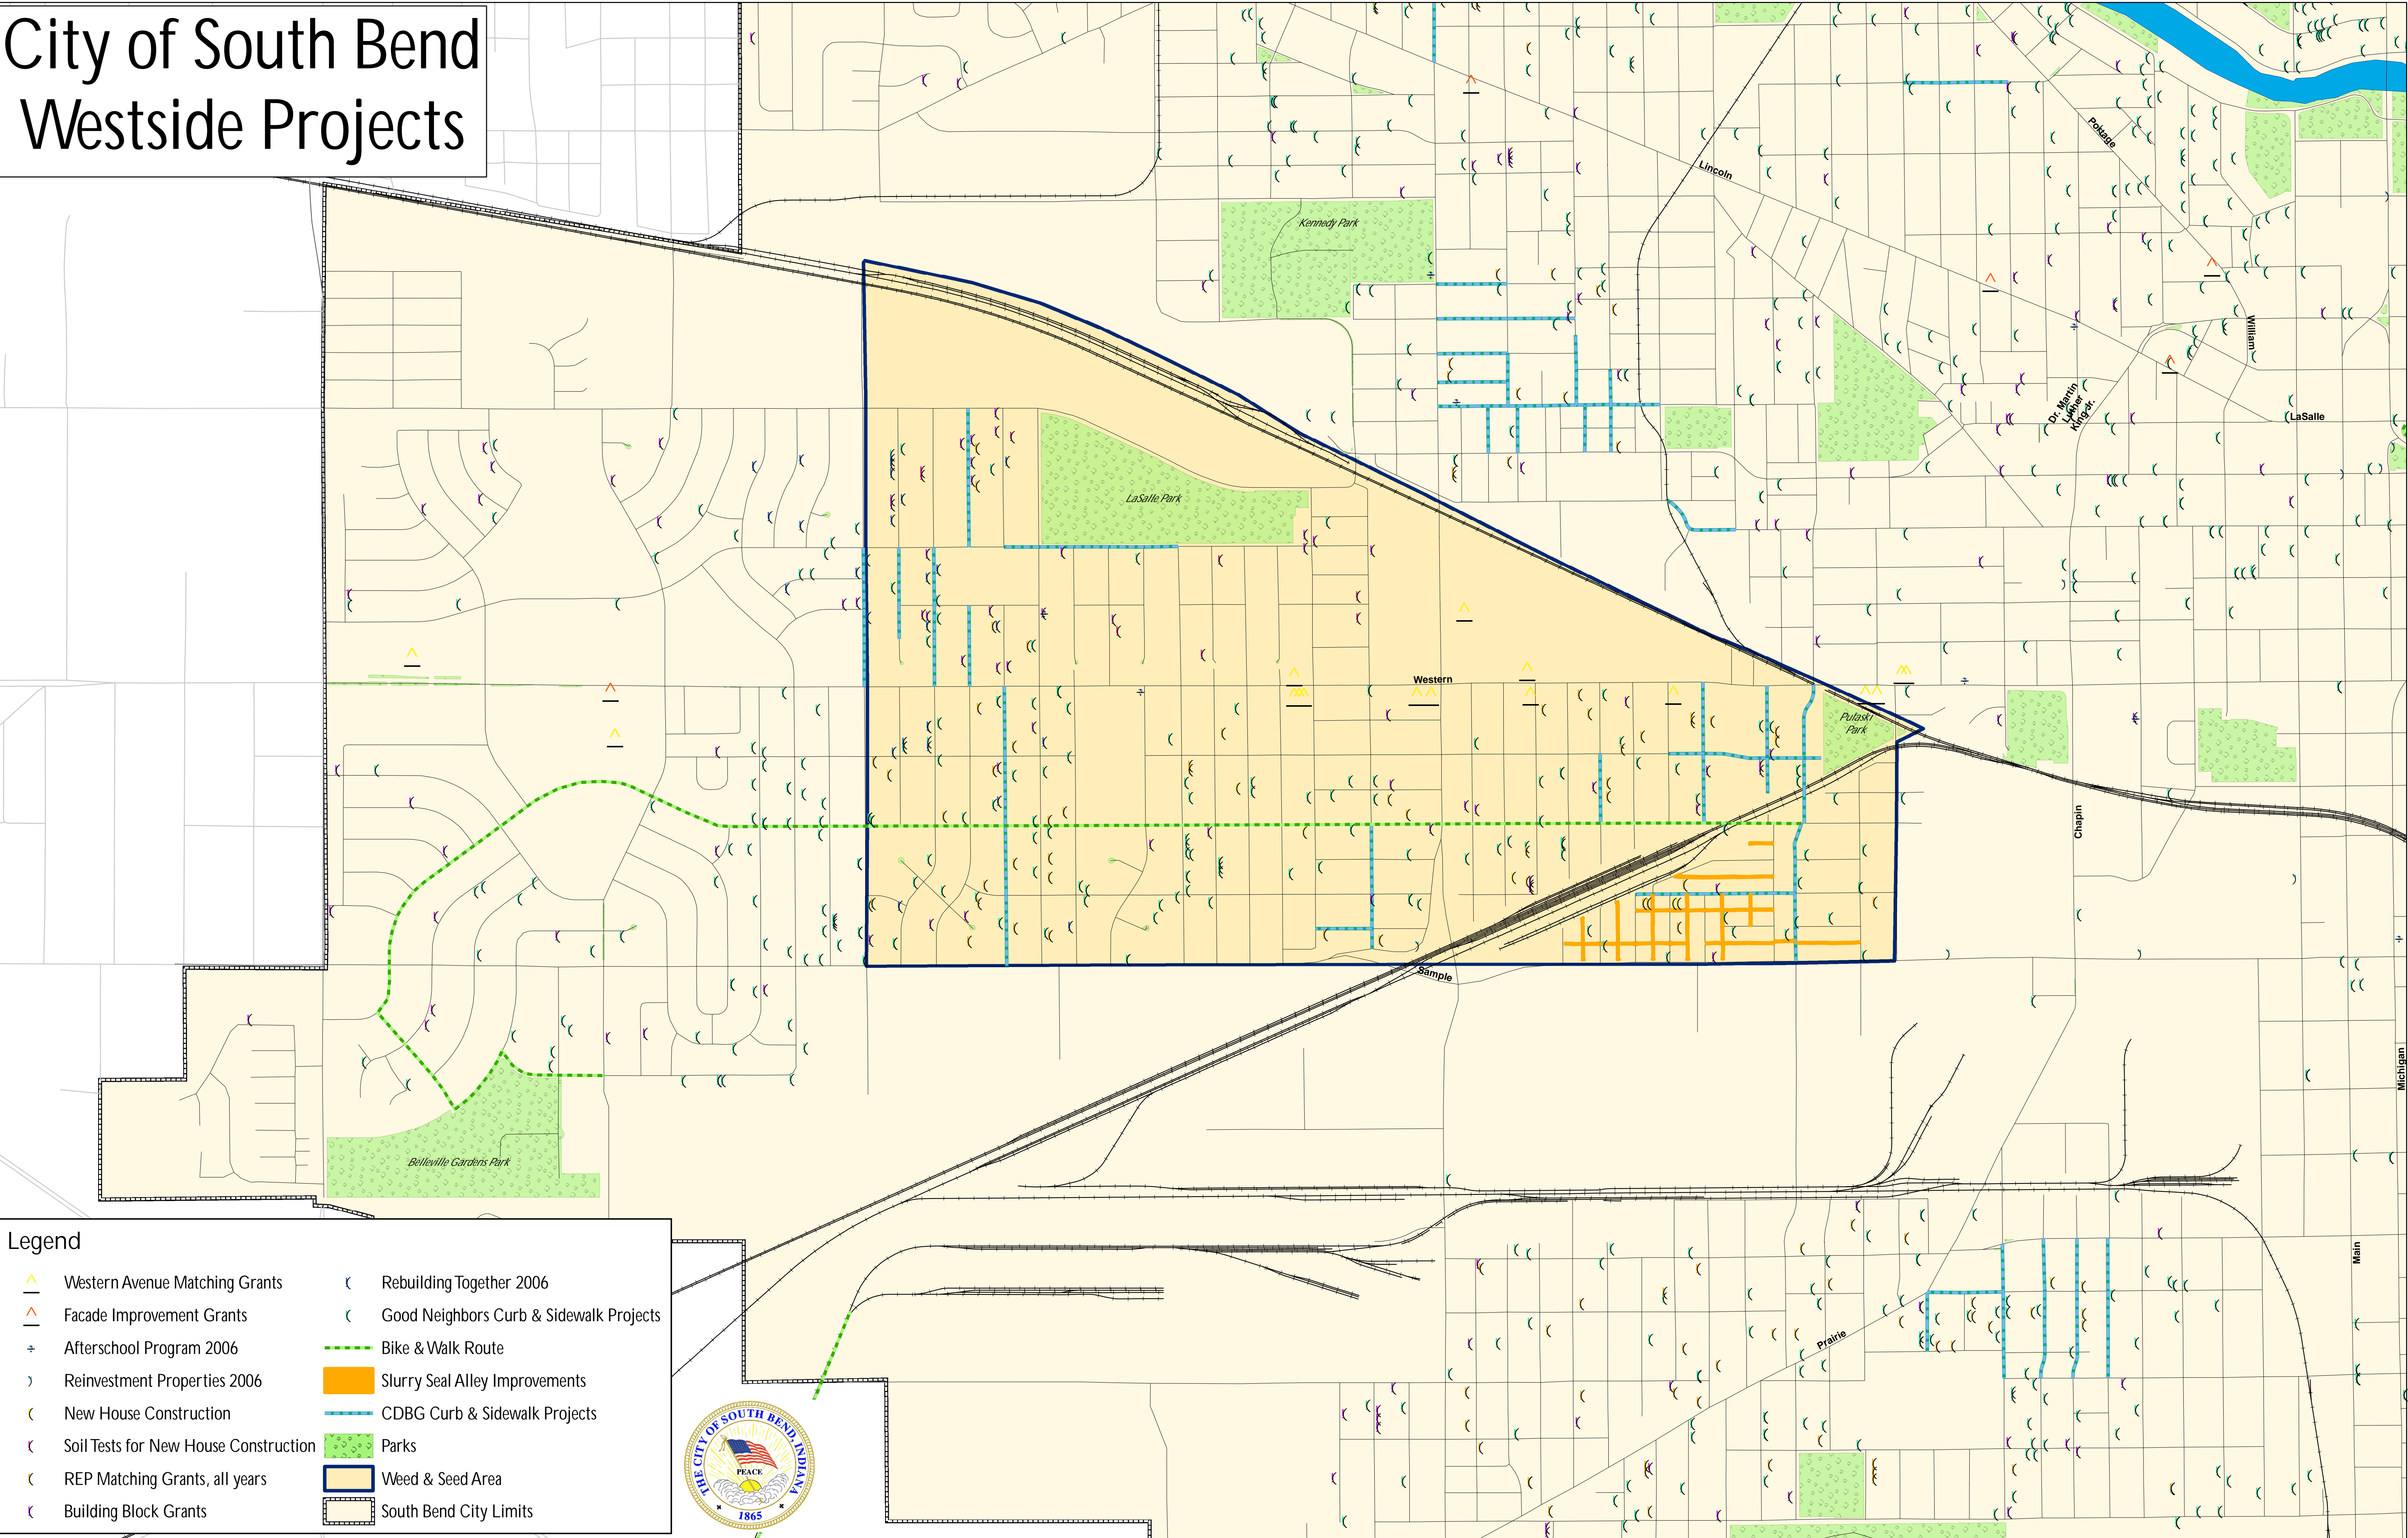 City of South Bend
Westside Projects
Kennedy Park
Lincoln
Portage
William
Dr. Martin
Luther
King Jr.
LaSalle
LaSalle Park
Western
Pulaski
Park
Chapin
Sample
Michigan
Belleville Gardens Park
Main
Prairie
Legend
Western Avenue Matching Grants
Facade Improvement Grants
Afterschool Program 2006
Reinvestment Properties 2006
New House Construction
Soil Tests for New House Construction
REP Matching Grants, all years
Building Block Grants
Rebuilding Together 2006
Good Neighbors Curb & Sidewalk Projects
Bike & Walk Route
Slurry Seal Alley Improvements
CDBG Curb & Sidewalk Projects
Parks
Weed & Seed Area
South Bend City Limits
THE CITY OF SOUTH BEND, INDIANA
PEACE
1865